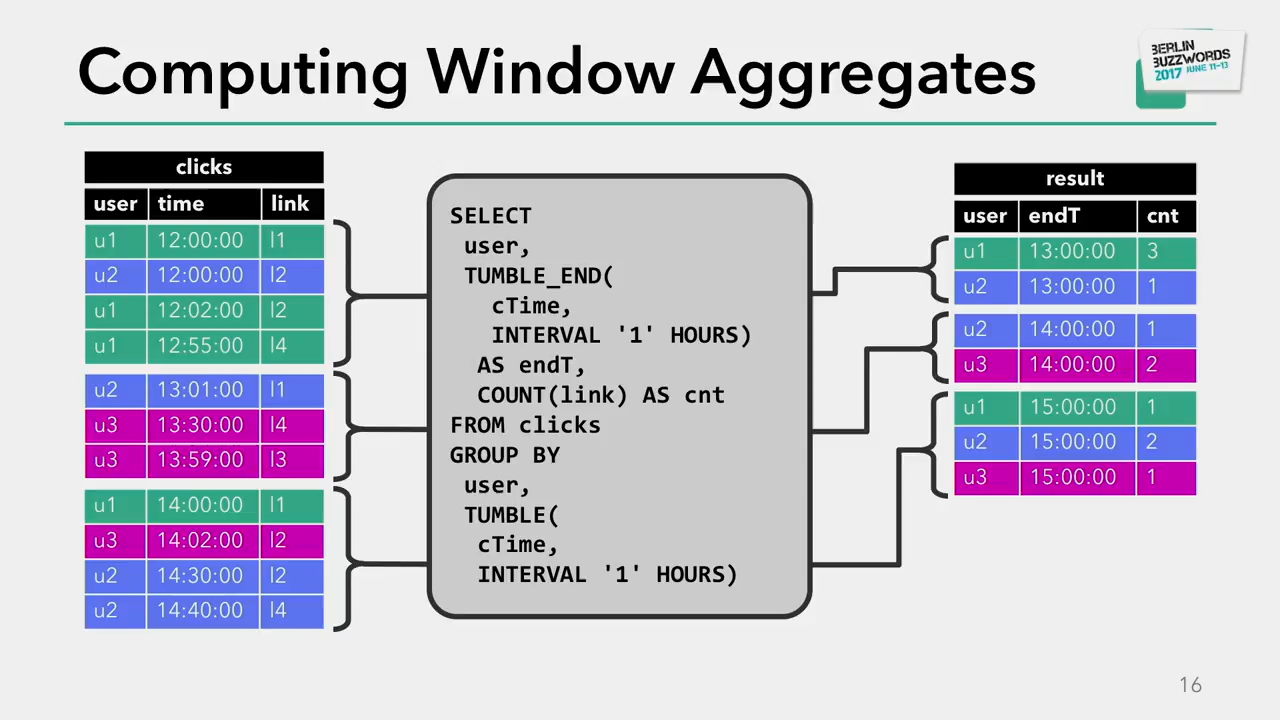 Computing Window Aggregates
BERLIN
BUZZWORDS
2017 JUNE 11-13
clicks
user time link
u1 12:00:00 l1
u2 12:00:00 l2
u1 12:02:00 l2
u1 12:55:00 l4
u2 13:01:00 l1
u3 13:30:00 l4
u3 13:59:00 l3
u1 14:00:00 l1
u3 14:02:00 l2
u2 14:30:00 l2
u2 14:40:00 l4
SELECT
user,
TUMBLE_END(
cTime,
INTERVAL '1' HOURS)
AS endT,
COUNT(link) AS cnt
FROM clicks
GROUP BY
user,
TUMBLE(
cTime,
INTERVAL '1' HOURS)
result
user endT cnt
u1 13:00:00 3
u2 13:00:00 1
u2 14:00:00 1
u3 14:00:00 2
u1 15:00:00 1
u2 15:00:00 2
u3 15:00:00 1
16